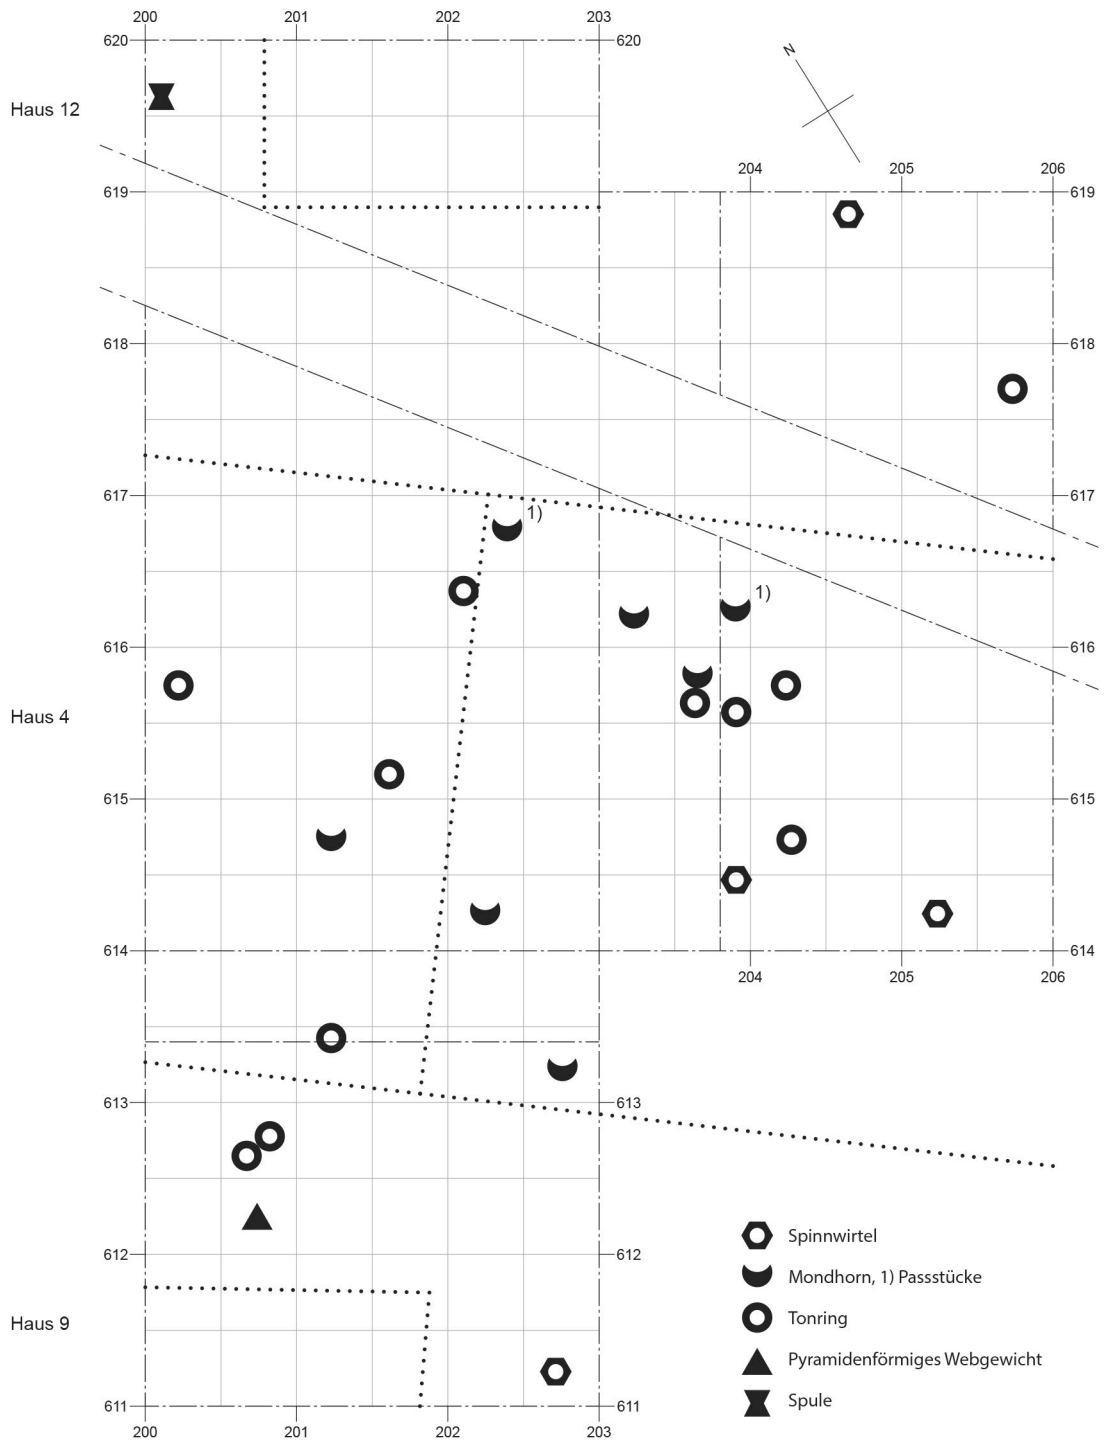 200 201 202 203
620 620
N
Haus 12
204 205 206
619 619
618 618
617 617
1)
1)
616 616
Haus 4
615 615
614 614
204 205 206
613 613
Spinnwirtel
612 612
Mondhorn, 1) Passstücke
Haus 9
Tonring
Pyramidenförmiges Webgewicht
Spule
611 611
200 201 202 203